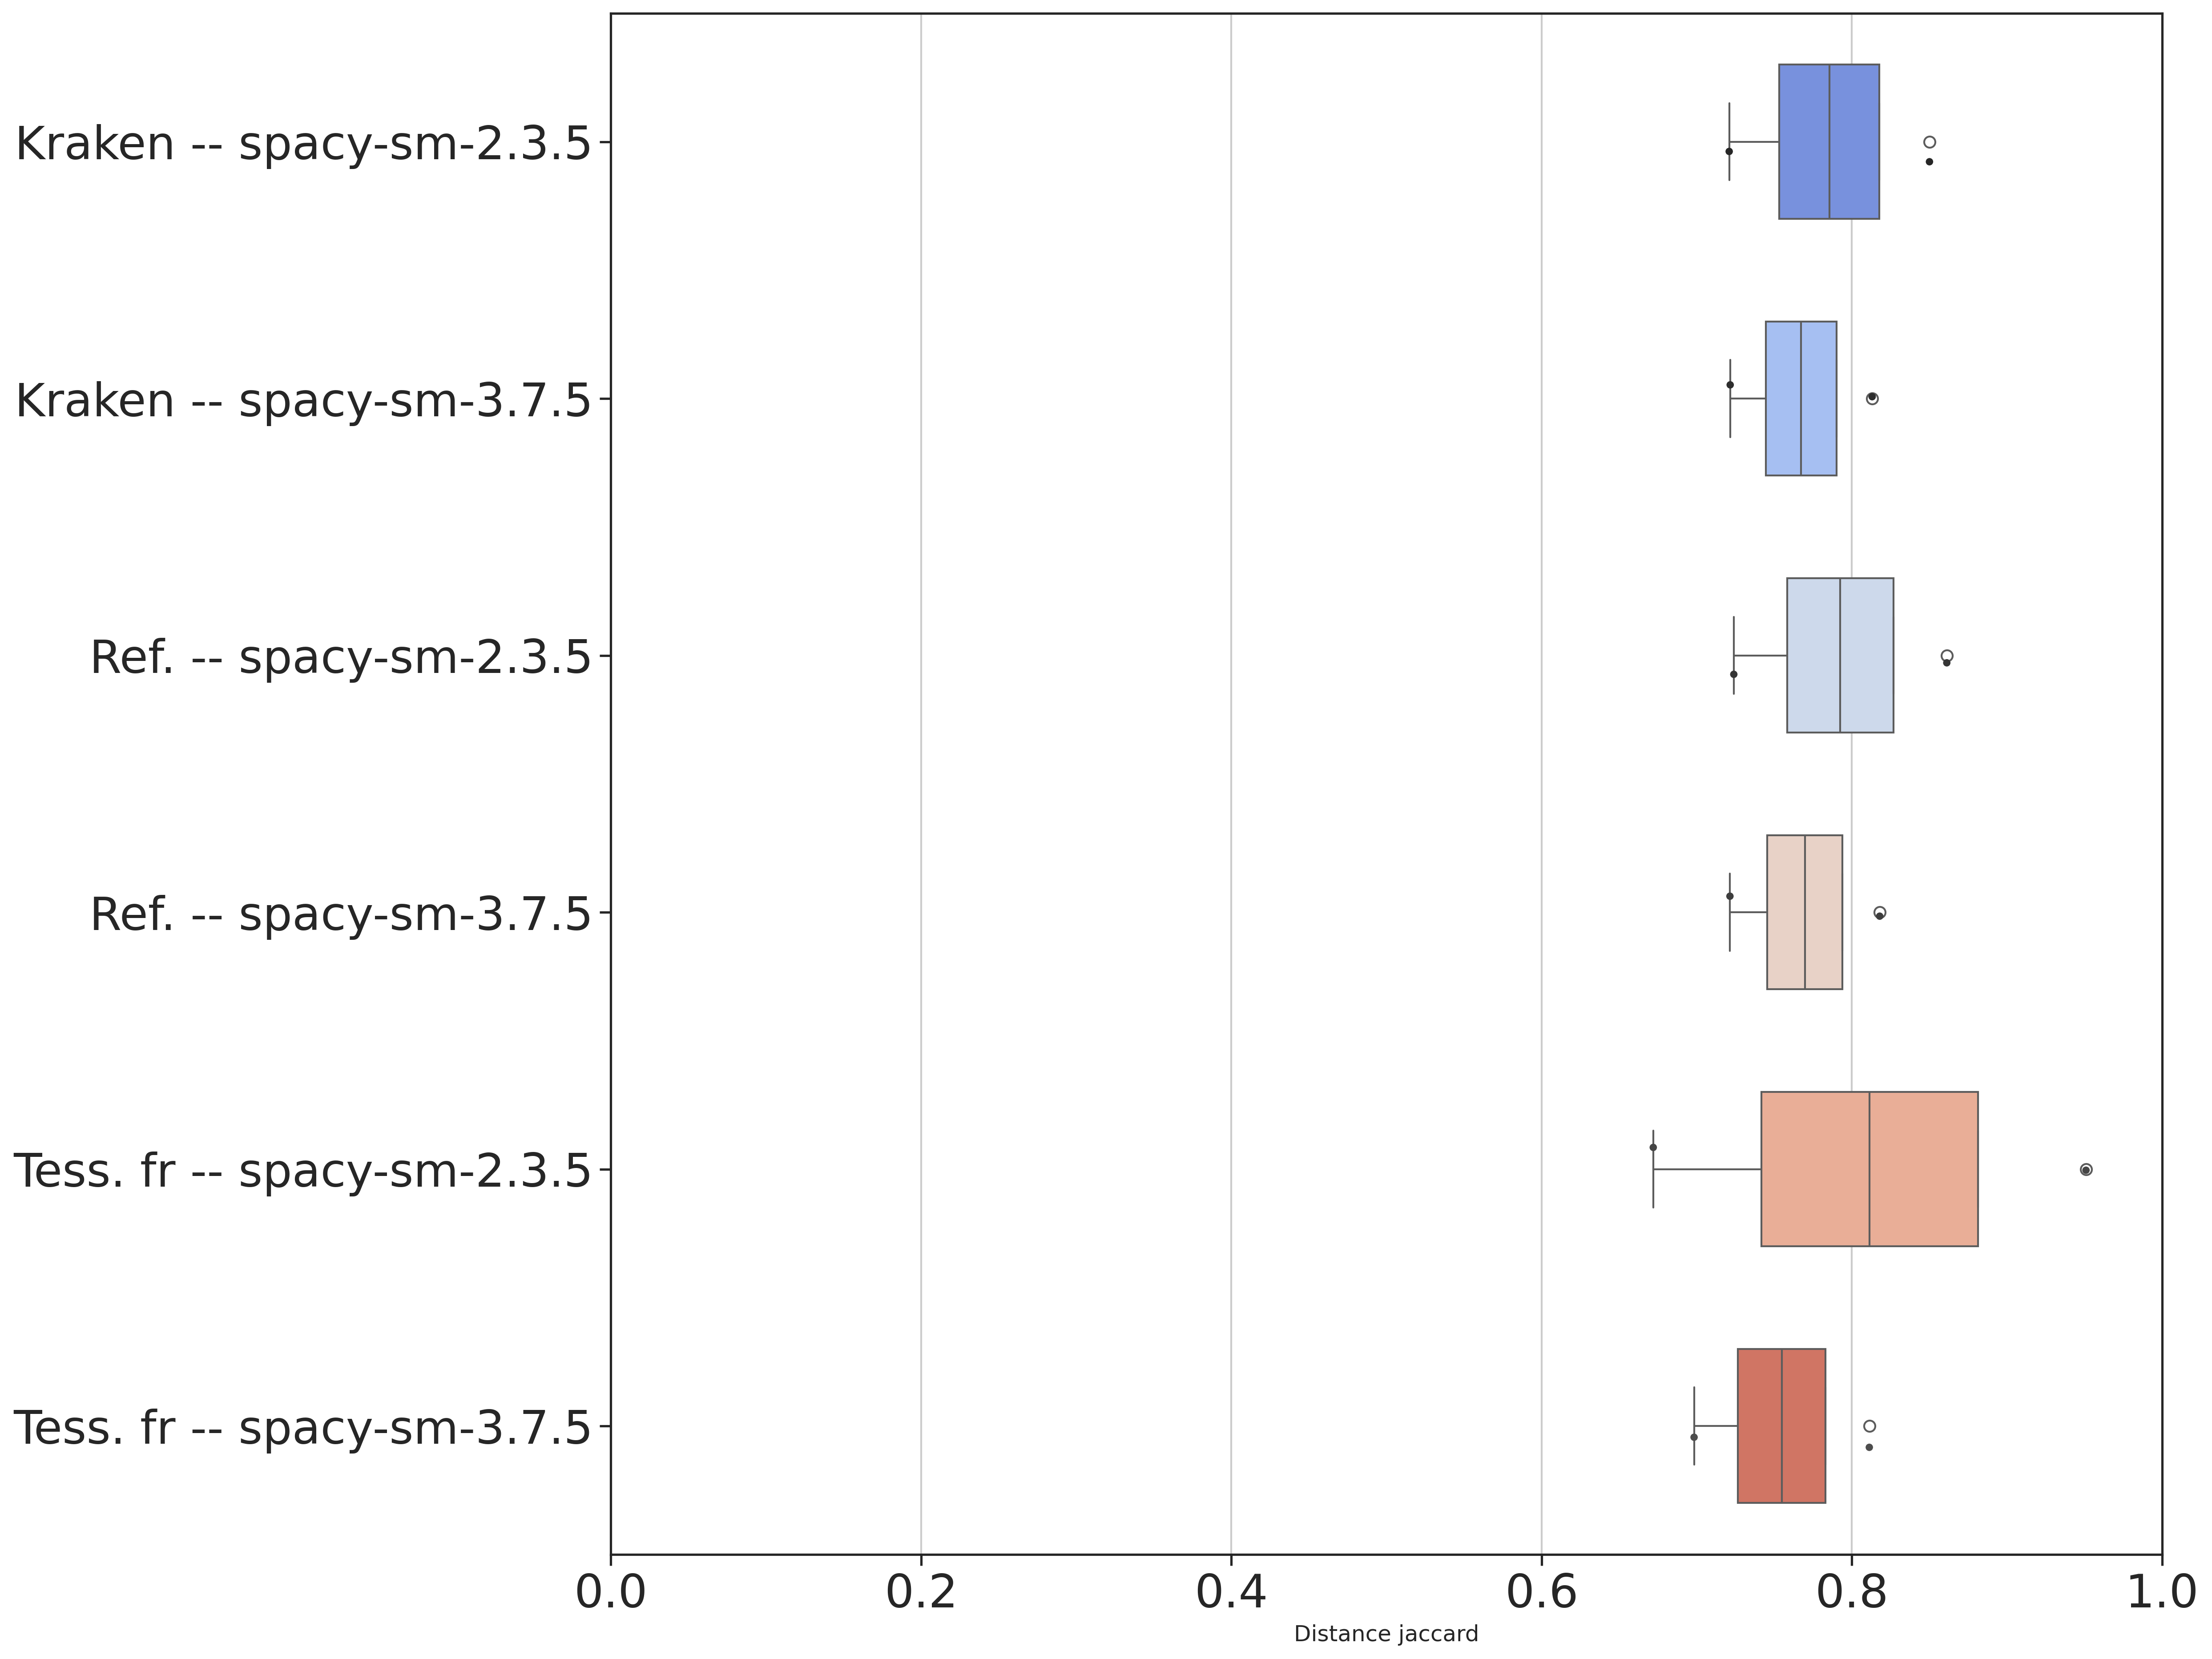 Kraken -- spacy-sm-2.3.5
Kraken -- spacy-sm-3.7.5
Ref. -- spacy-sm-2.3.5
Ref. -- spacy-sm-3.7.5
Tess. fr -- spacy-sm-2.3.5
Tess. fr -- spacy-sm-3.7.5
0.0 0.2 0.4 0.6 0.8 1.0
Distance jaccard